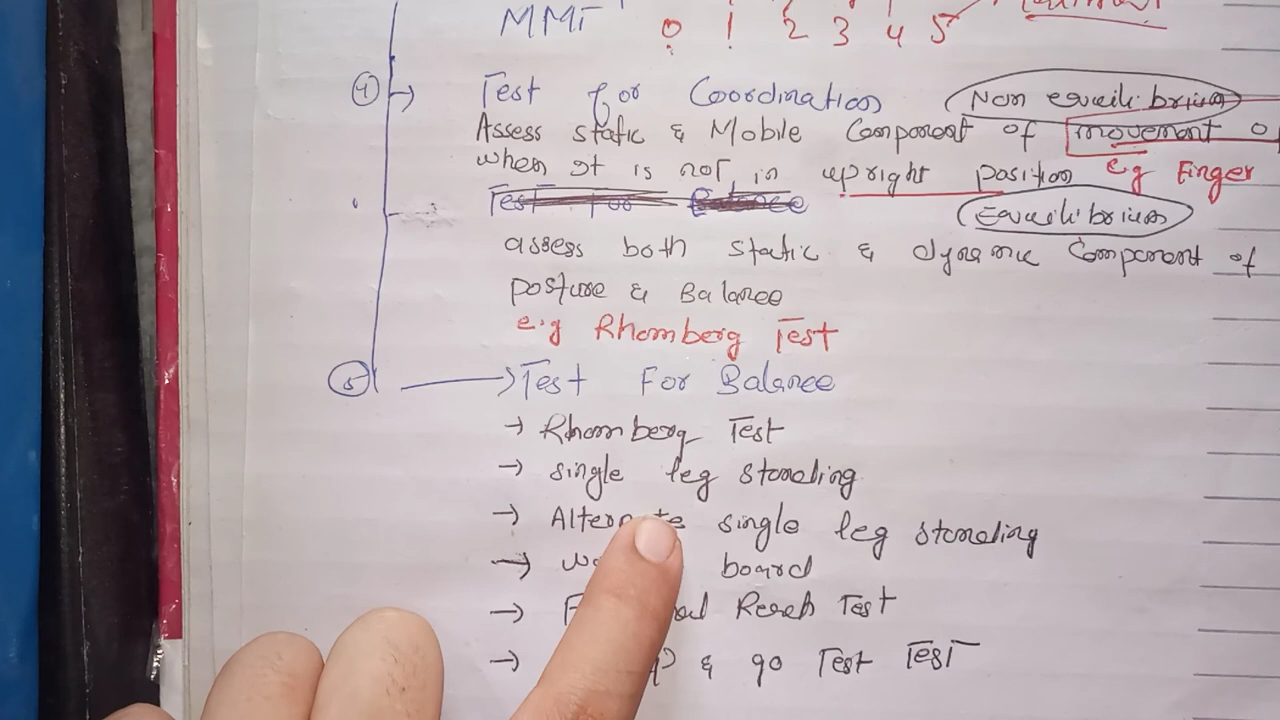 MMT 0 1 2 3 4 5
4 → Test for Coordination (Non equilibrium)
Assess static & Mobile Component of movement
when It is not in upright position eg Finger
Test for Balance (Equilibrium)
assess both static & dynamic Component of
posture & Balance
e.g Rhomberg Test
5 → Test For Balance
→ Rhomberg Test
→ single leg standing
→ Alternate single leg standing
→ board
→ Reach Test
→ & go Test TEST